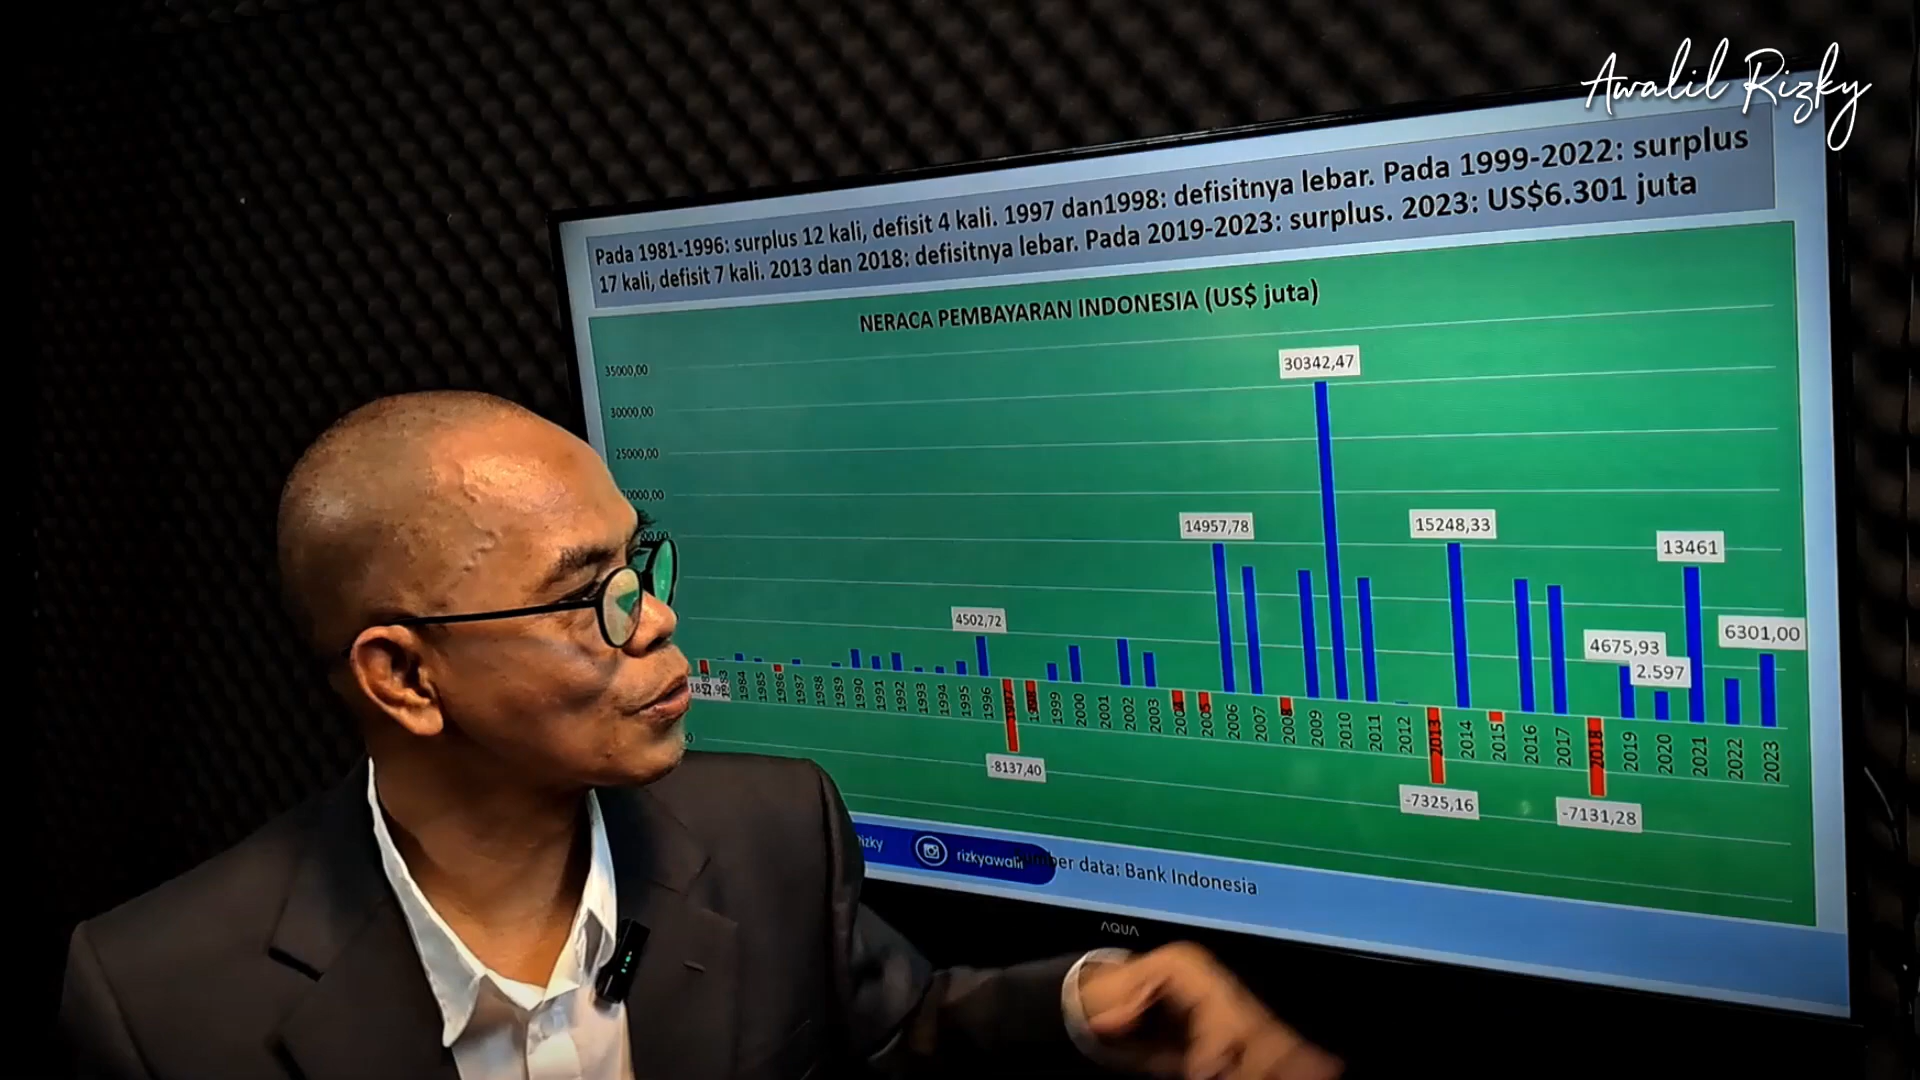 Awalil Rizky
Pada 1981-1996: surplus 12 kali, defisit 4 kali. 1997 dan1998: defisitnya lebar. Pada 1999-2022: surplus
17 kali, defisit 7 kali. 2013 dan 2018: defisitnya lebar. Pada 2019-2023: surplus. 2023: US$6.301 juta
NERACA PEMBAYARAN INDONESIA (US$ juta)
35000,00
30000,00
25000,00
30342,47
14957,78
15248,33
13461
4502,72
4675,93
2.597
6301,00
1984 1985 1986 1987 1988 1989 1990 1991 1992 1993 1994 1995 1996 1997 1998 1999 2000 2001 2002 2003 2004 2005 2006 2007 2008 2009 2010 2011 2012 2013 2014 2015 2016 2017 2018 2019 2020 2021 2022 2023
-8137,40
-7325,16
-7131,28
rizkyawalil
data: Bank Indonesia
AQUA